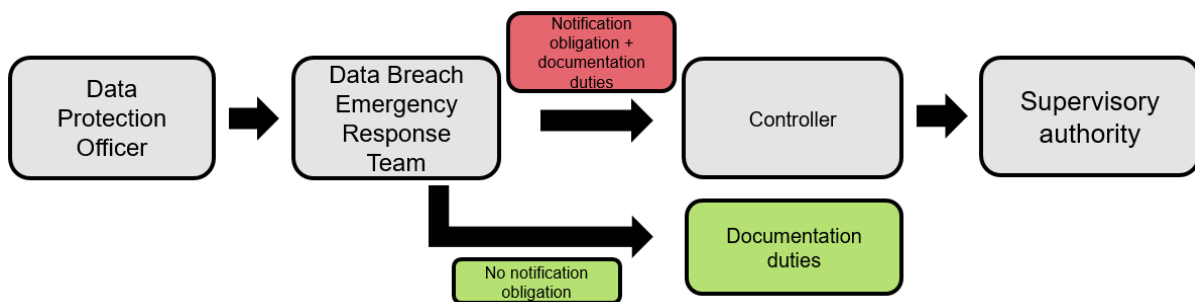 Data
Protection
Officer
Data Breach
Emergency
Response
Team
Notification
obligation +
documentation
duties
Controller
Supervisory
authority
No notification
obligation
Documentation
duties